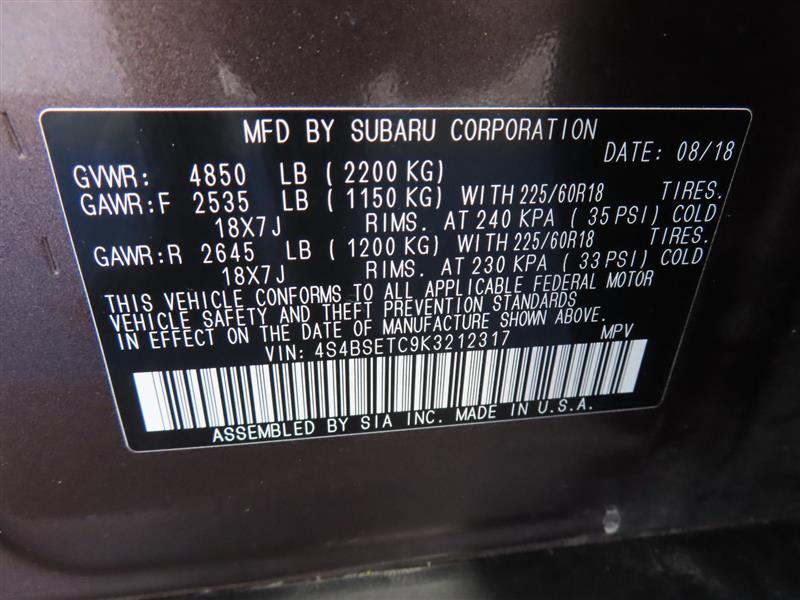 MFD BY SUBARU CORPORATION
DATE: 08/18
GVWR: 4850 LB ( 2200 KG)
GAWR:F 2535 LB ( 1150 KG) WITH 225/60R18 TIRES.
18X7J RIMS. AT 240 KPA ( 35 PSI) COLD
GAWR:R 2645 LB ( 1200 KG) WITH 225/60R18 TIRES.
18X7J RIMS. AT 230 KPA ( 33 PSI) COLD
THIS VEHICLE CONFORMS TO ALL APPLICABLE FEDERAL MOTOR
VEHICLE SAFETY AND THEFT PREVENTION STANDARDS
IN EFFECT ON THE DATE OF MANUFACTURE SHOWN ABOVE.
VIN: 4S4BSETC9K3212317 MPV
ASSEMBLED BY SIA INC. MADE IN U.S.A.